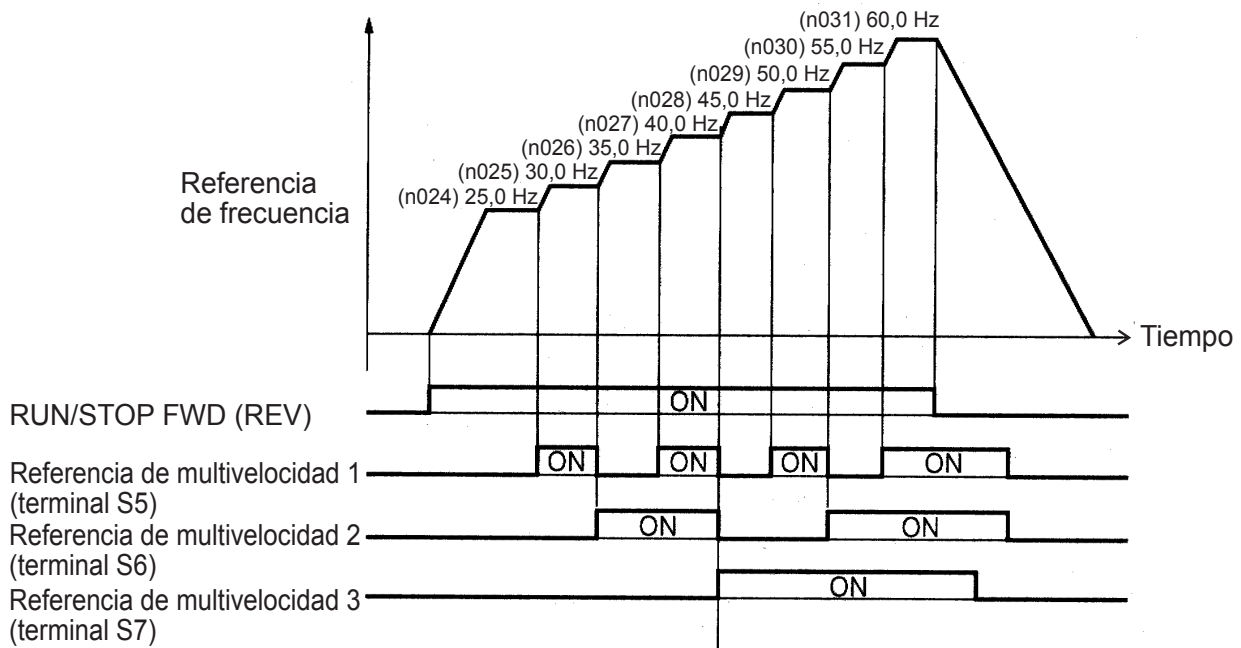 (n031) 60,0 Hz
(n030) 55,0 Hz
(n029) 50,0 Hz
(n028) 45,0 Hz
(n027) 40,0 Hz
(n026) 35,0 Hz
(n025) 30,0 Hz
(n024) 25,0 Hz
Referencia
de frecuencia
Tiempo
RUN/STOP FWD (REV)
ON
Referencia de multivelocidad 1
(terminal S5)
ON ON ON ON
Referencia de multivelocidad 2
(terminal S6)
ON ON
Referencia de multivelocidad 3
(terminal S7)
ON